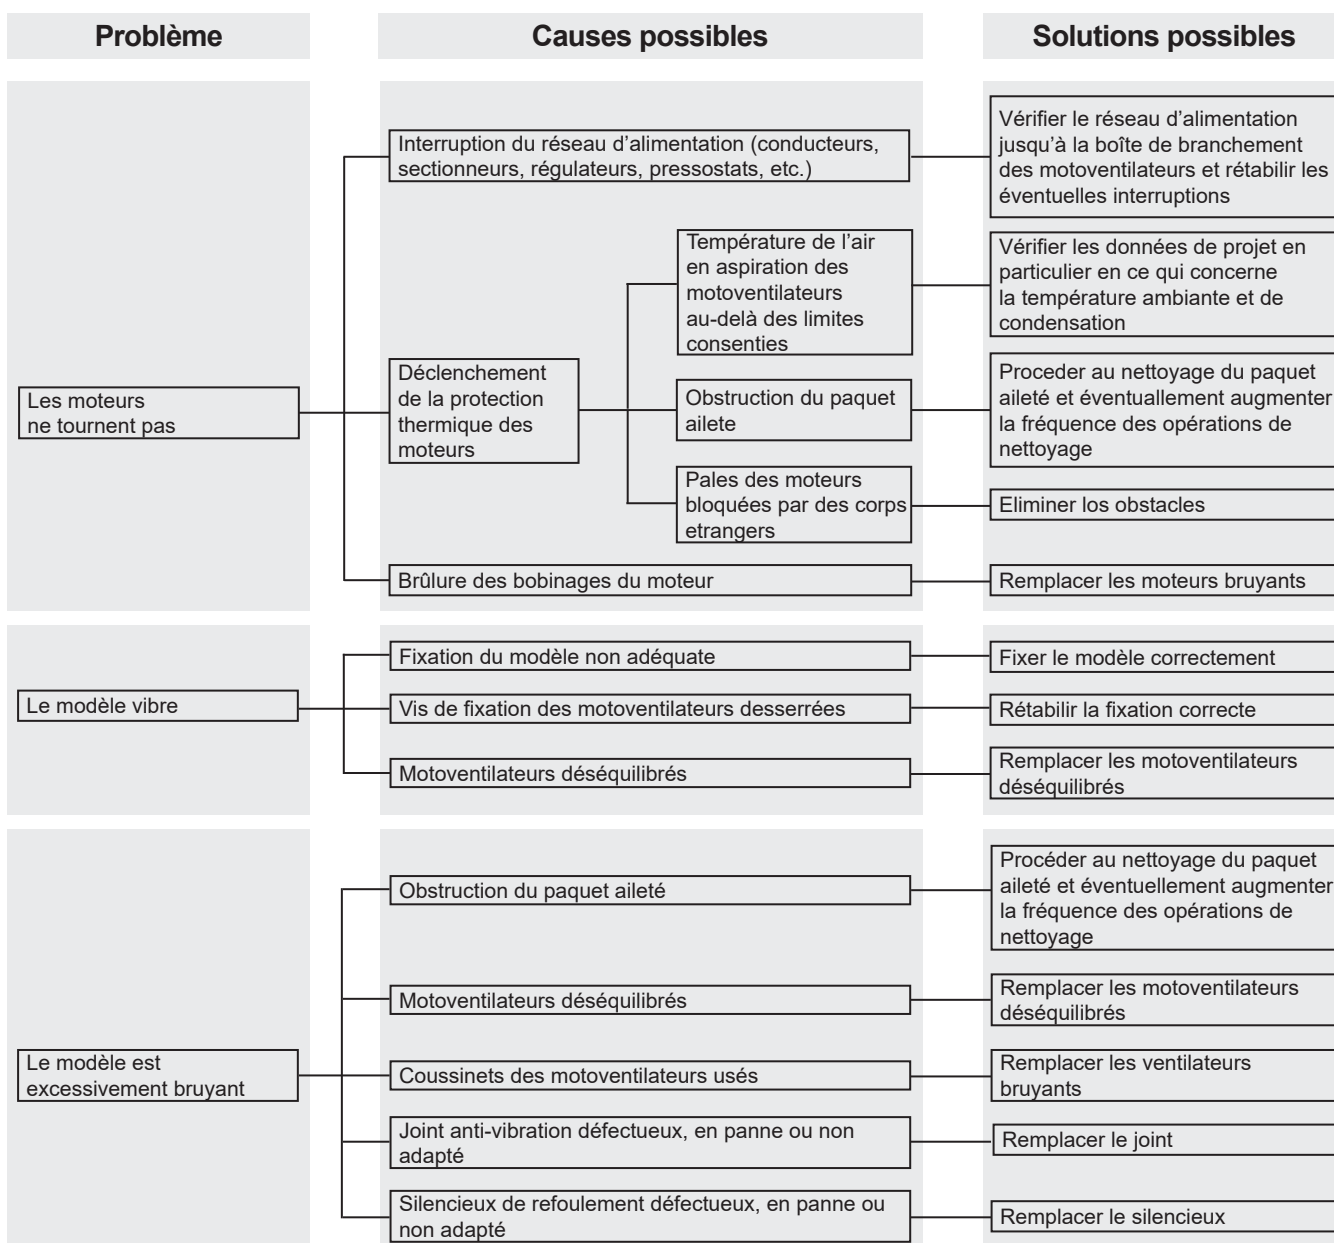 Problème
Causes possibles
Solutions possibles
Les moteurs
ne tournent pas
Interruption du réseau d'alimentation (conducteurs,
sectionneurs, régulateurs, pressostats, etc.)
Vérifier le réseau d'alimentation
jusqu'à la boîte de branchement
des motoventilateurs et rétabilir les
éventuelles interruptions
Déclenchement
de la protection
thermique des
moteurs
Température de l'air
en aspiration des
motoventilateurs
au-delà des limites
consenties
Vérifier les données de projet en
particulier en ce qui concerne
la température ambiante et de
condensation
Obstruction du paquet
ailete
Proceder au nettoyage du paquet
aileté et éventuallement augmenter
la fréquence des opérations de
nettoyage
Pales des moteurs
bloquées par des corps
etrangers
Eliminer los obstacles
Brûlure des bobinages du moteur
Remplacer les moteurs bruyants
Le modèle vibre
Fixation du modèle non adéquate
Fixer le modèle correctement
Vis de fixation des motoventilateurs desserrées
Rétabilir la fixation correcte
Motoventilateurs déséquilibrés
Remplacer les motoventilateurs
déséquilibrés
Le modèle est
excessivement bruyant
Obstruction du paquet aileté
Procéder au nettoyage du paquet
aileté et éventuellement augmenter
la fréquence des opérations de
nettoyage
Motoventilateurs déséquilibrés
Remplacer les motoventilateurs
déséquilibrés
Coussinets des motoventilateurs usés
Remplacer les ventilateurs
bruyants
Joint anti-vibration défectueux, en panne ou non
adapté
Remplacer le joint
Silencieux de refoulement défectueux, en panne ou
non adapté
Remplacer le silencieux